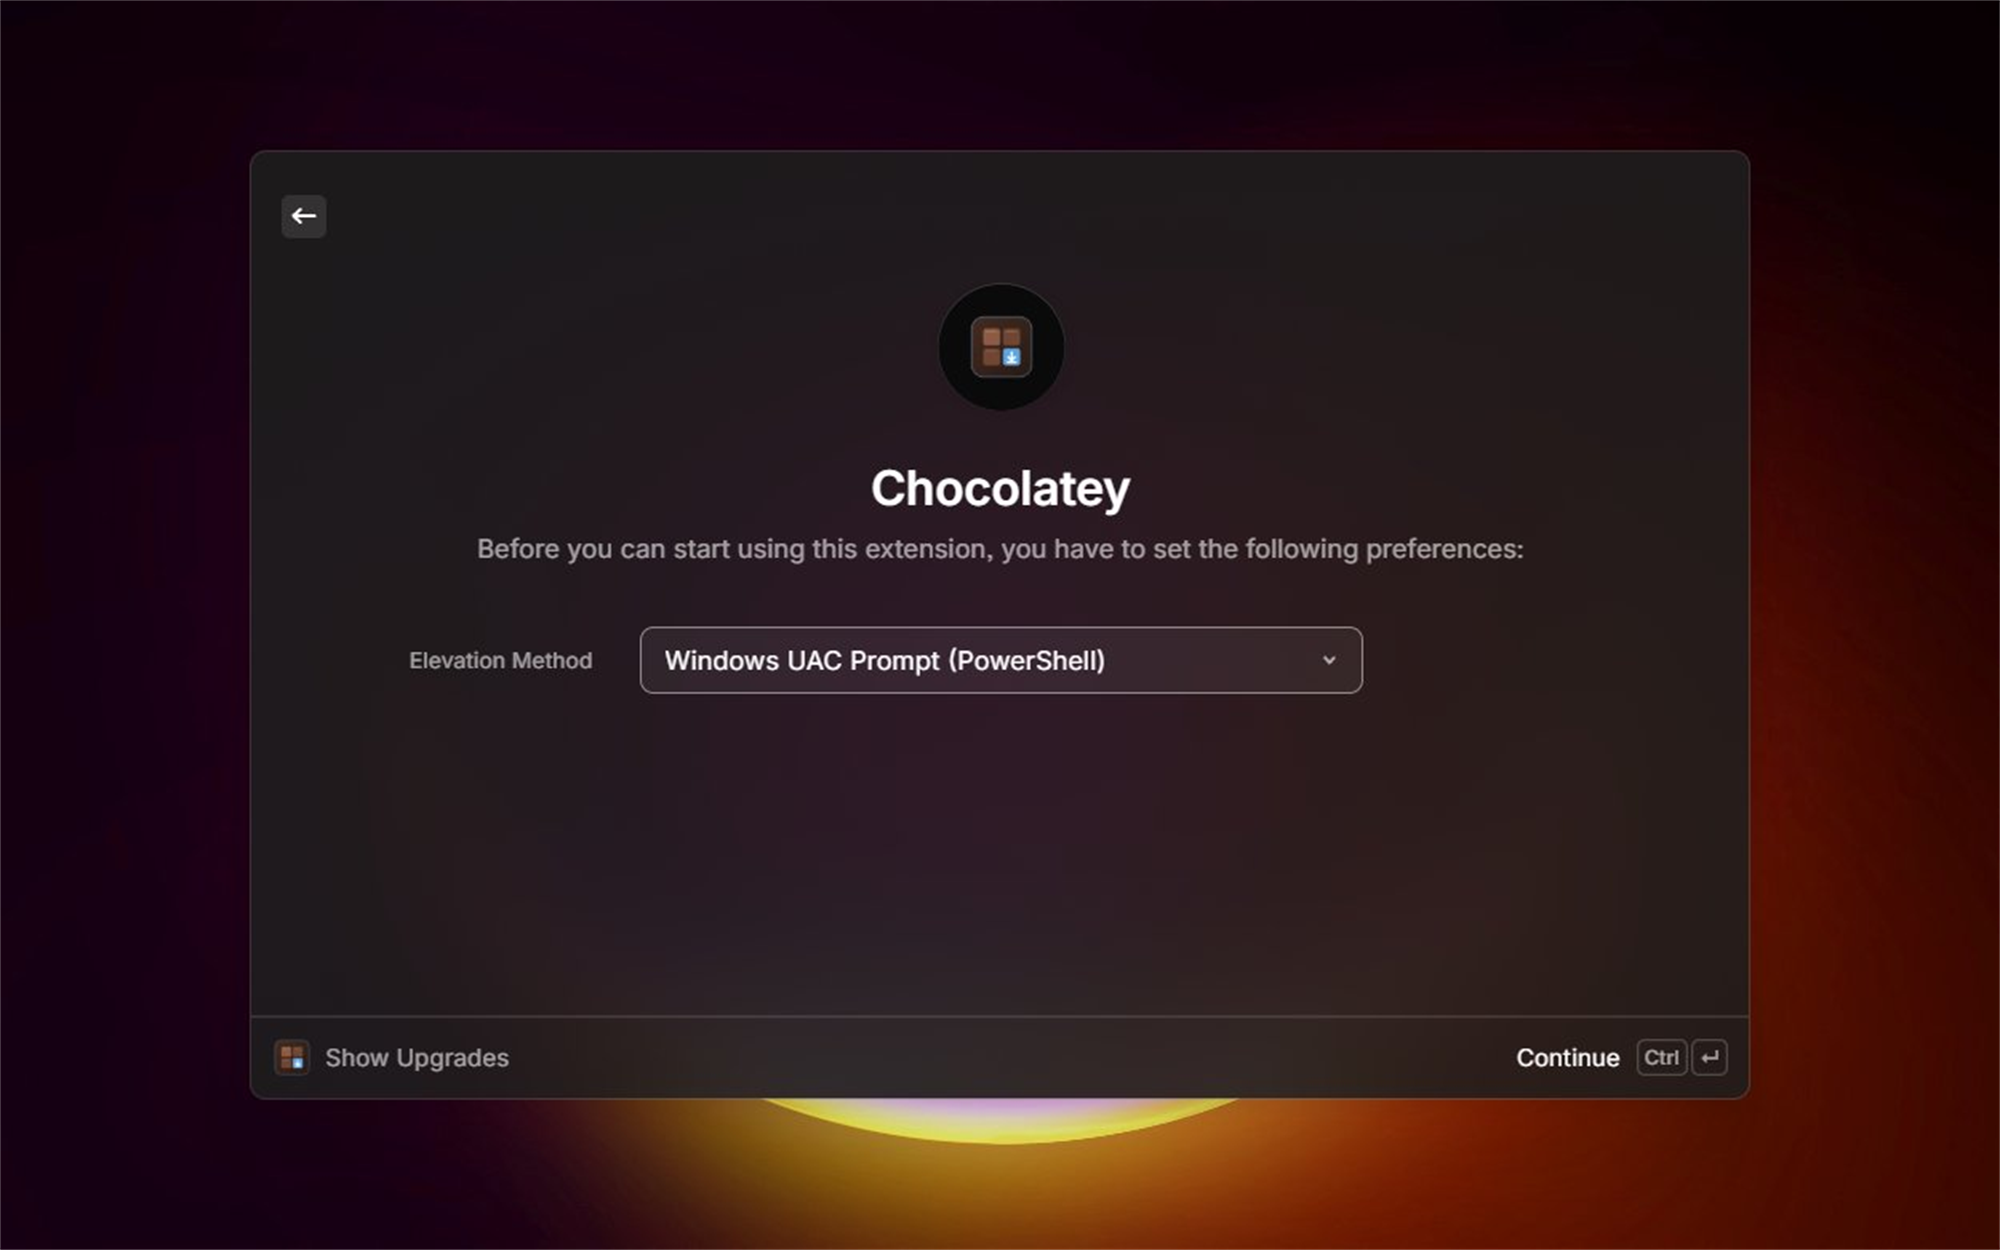 Chocolatey
Before you can start using this extension, you have to set the following preferences:
Elevation Method
Windows UAC Prompt (PowerShell)
Show Upgrades
Continue Ctrl ↵